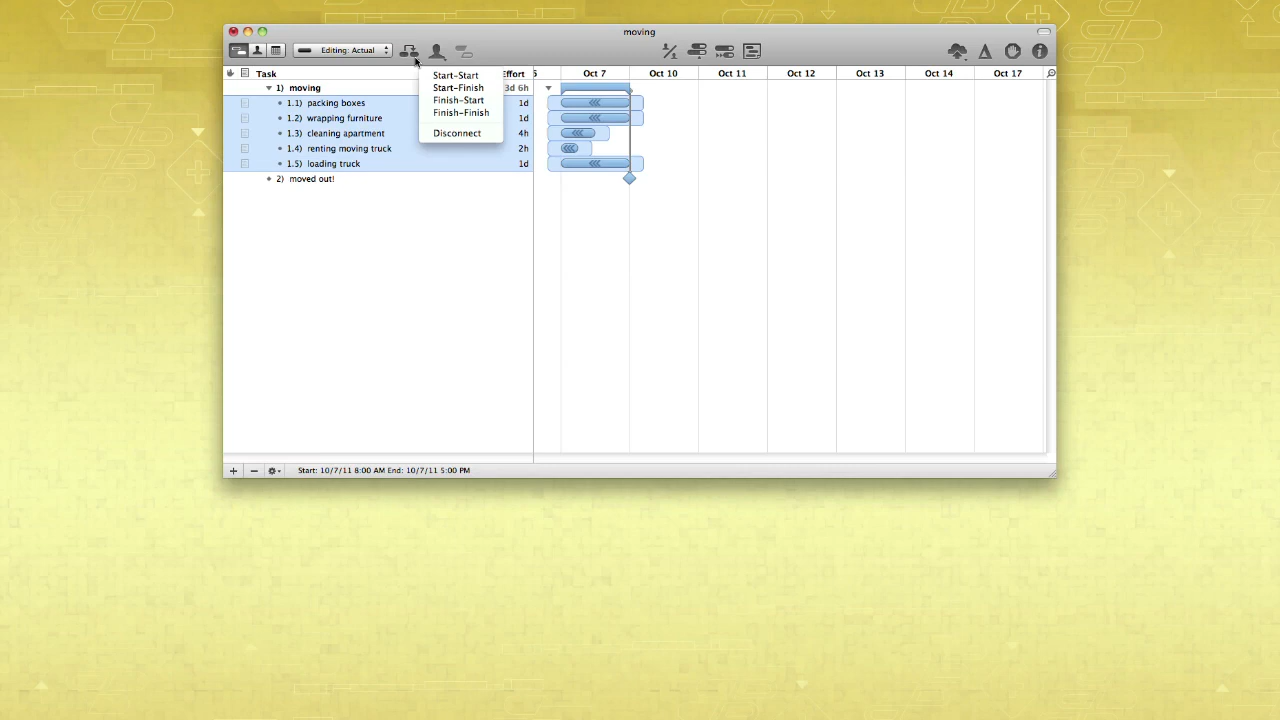 moving
Editing: Actual
Task
Effort
5
Oct 7
Oct 10
Oct 11
Oct 12
Oct 13
Oct 14
Oct 17
1) moving
3d 6h
1.1) packing boxes
1d
1.2) wrapping furniture
1d
1.3) cleaning apartment
4h
1.4) renting moving truck
2h
1.5) loading truck
1d
2) moved out!
Start-Start
Start-Finish
Finish-Start
Finish-Finish
Disconnect
Start: 10/7/11 8:00 AM End: 10/7/11 5:00 PM